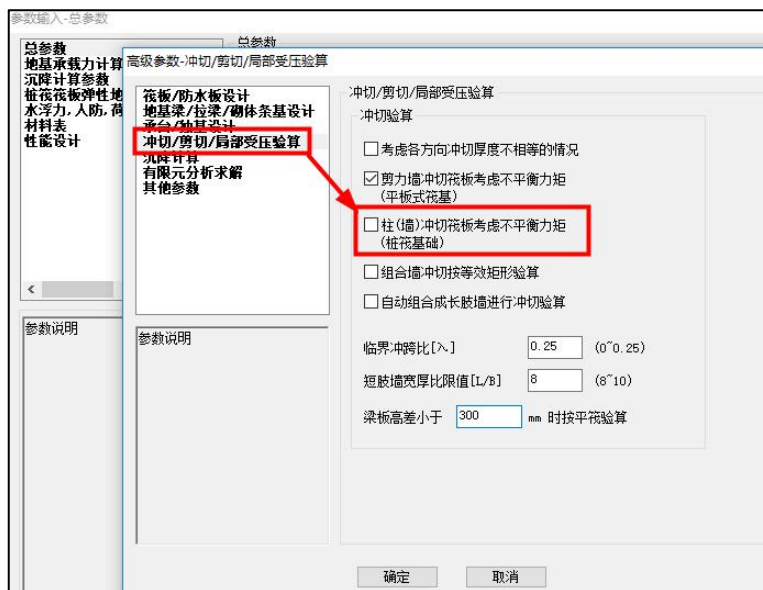 参数输入-总参数
总参数
地基承载力计算
沉降计算参数
桩筏筏板弹性地
水浮力,人防,荷
材料表
性能设计
总参数
参数说明
高级参数-冲切/剪切/局部受压验算
筏板/防水板设计
地基梁/拉梁/砌体条基设计
承台/独基设计
冲切/剪切/局部受压验算
沉降计算
有限元分析求解
其他参数
参数说明
冲切/剪切/局部受压验算
冲切验算
考虑各方向冲切厚度不相等的情况
剪力墙冲切筏板考虑不平衡力矩
(平板式筏基)
柱(墙)冲切筏板考虑不平衡力矩
(桩筏基础)
组合墙冲切按等效矩形验算
自动组合成长肢墙进行冲切验算
临界冲跨比[入] 0.25 (0~0.25)
短肢墙宽厚比限值[L/B] 8 (8~10)
梁板高差小于 300 mm 时按平筏验算
确定 取消